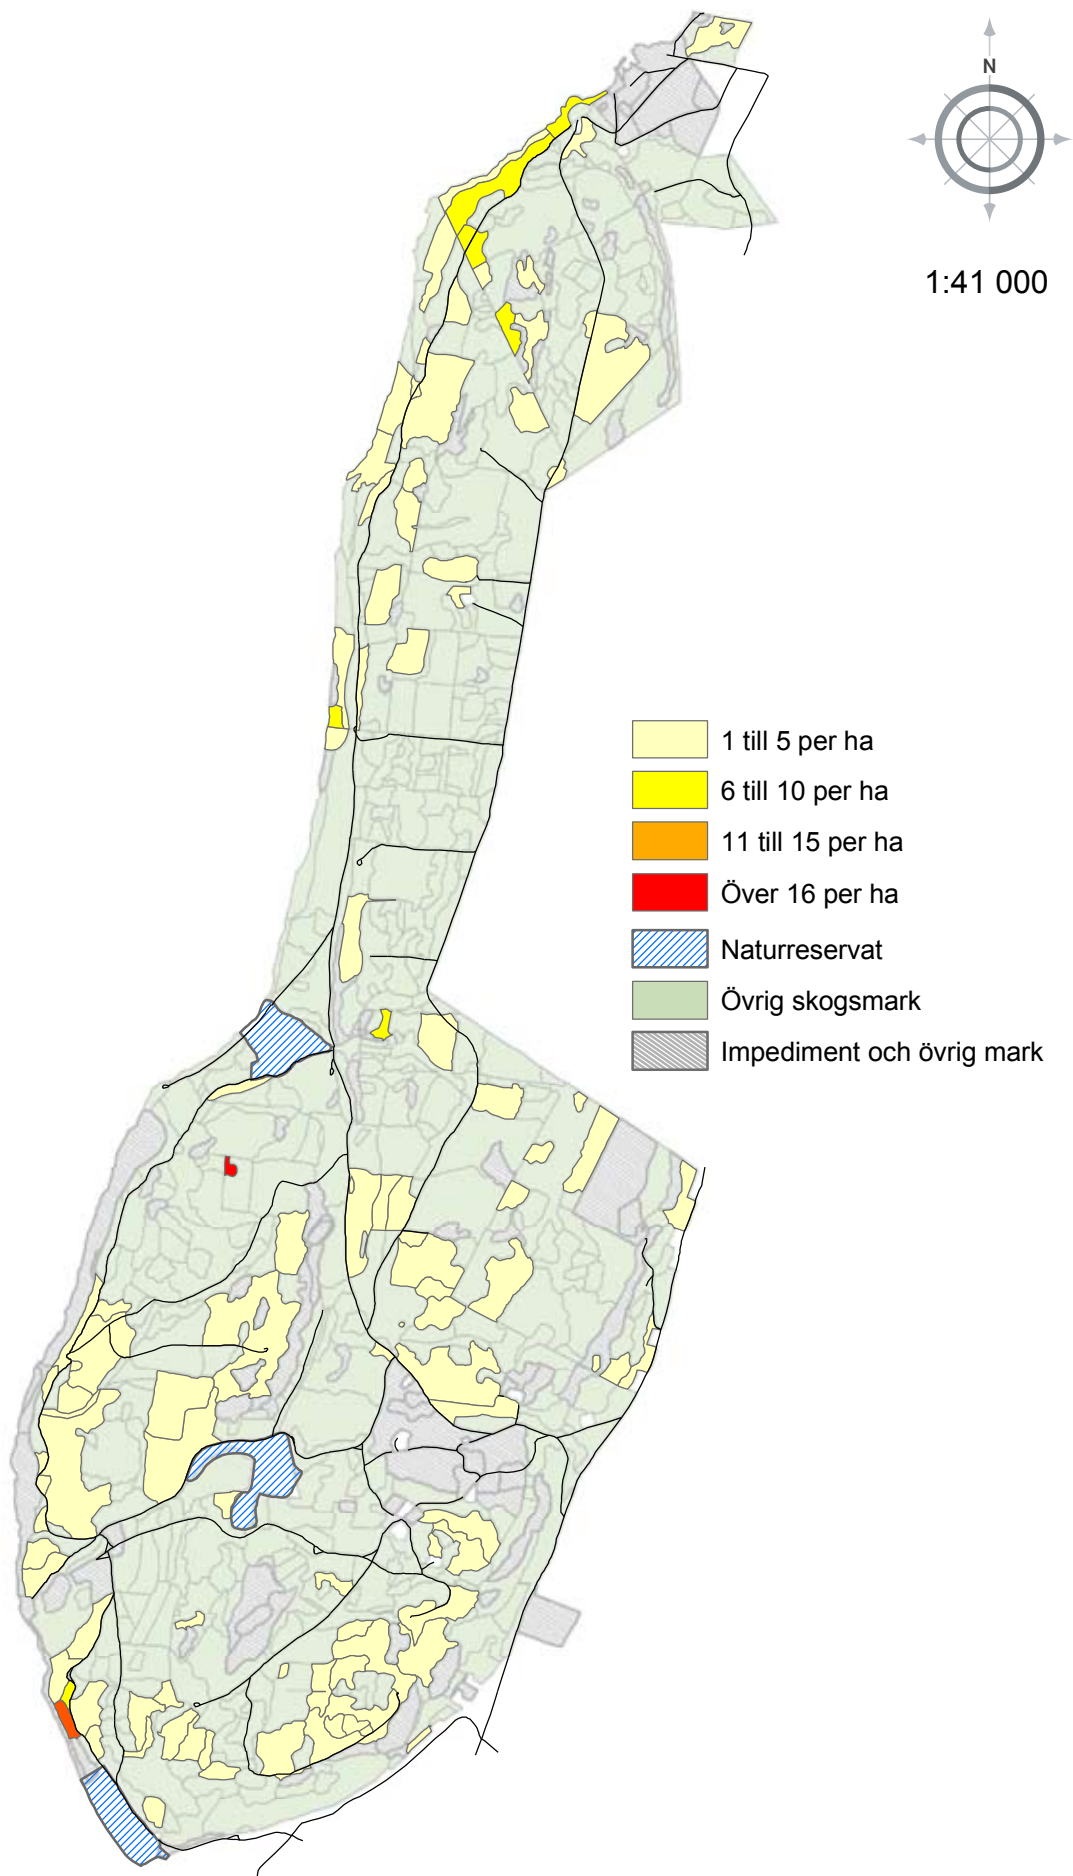 N
1:41 000
1 till 5 per ha
6 till 10 per ha
11 till 15 per ha
Över 16 per ha
Naturreservat
Övrig skogsmark
Impediment och övrig mark